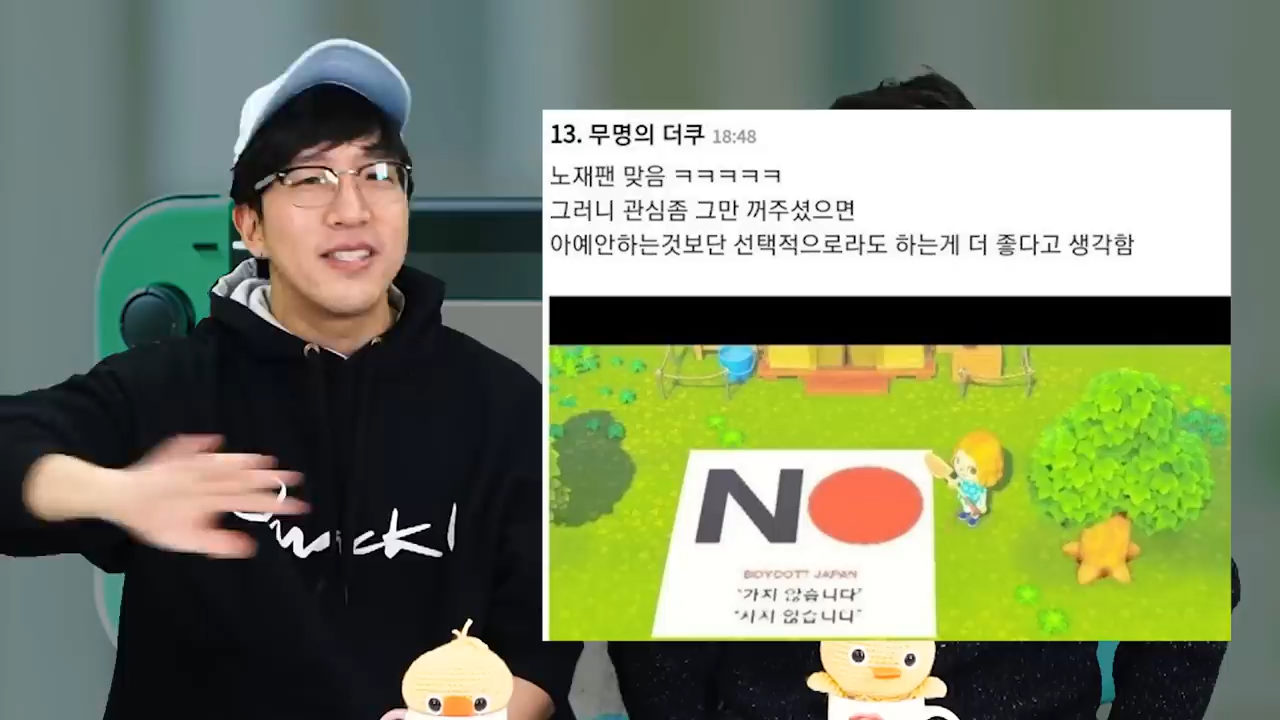 13. 무명의 더쿠 18:48
노재팬 맞음 ㅋㅋㅋㅋㅋ
그러니 관심좀 그만 꺼주셨으면
아예안하는것보단 선택적으로라도 하는게 더 좋다고 생각함
NO
BOYCOTT JAPAN
"가지 않습니다"
"사지 않습니다"